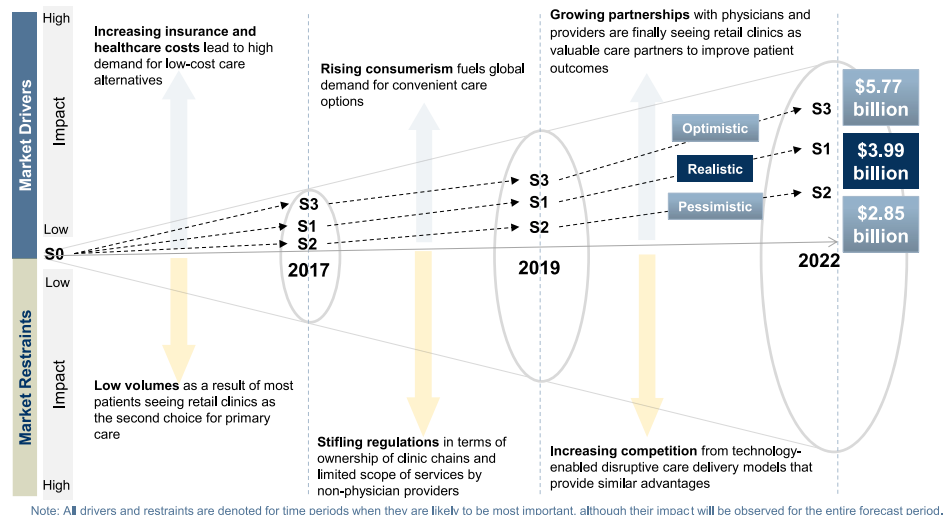 High
Market Drivers
Impact
Low
S0
Low
Market Restraints
Impact
High
Increasing insurance and
healthcare costs lead to high
demand for low-cost care
alternatives
Rising consumerism fuels global
demand for convenient care
options
Growing partnerships with physicians and
providers are finally seeing retail clinics as
valuable care partners to improve patient
outcomes
S3
S1
S2
2017
S3
S1
S2
2019
Optimistic
Realistic
Pessimistic
S3
S1
S2
2022
$5.77
billion
$3.99
billion
$2.85
billion
Low volumes as a result of most
patients seeing retail clinics as
the second choice for primary
care
Stifling regulations in terms of
ownership of clinic chains and
limited scope of services by
non-physician providers
Increasing competition from technology-
enabled disruptive care delivery models that
provide similar advantages
Note: All drivers and restraints are denoted for time periods when they are likely to be most important, although their impact will be observed for the entire forecast period.